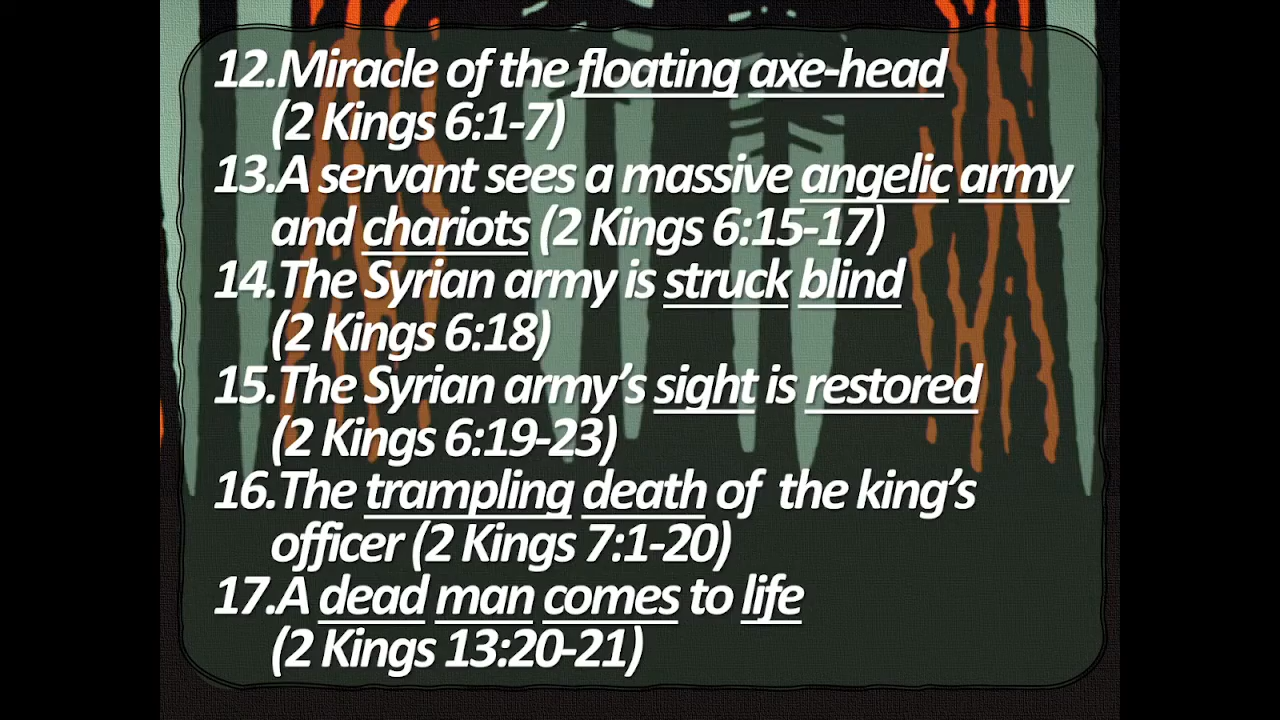 12.Miracle of the floating axe-head
(2 Kings 6:1-7)
13.A servant sees a massive angelic army
and chariots (2 Kings 6:15-17)
14.The Syrian army is struck blind
(2 Kings 6:18)
15.The Syrian army’s sight is restored
(2 Kings 6:19-23)
16.The trampling death of the king’s
officer (2 Kings 7:1-20)
17.A dead man comes to life
(2 Kings 13:20-21)